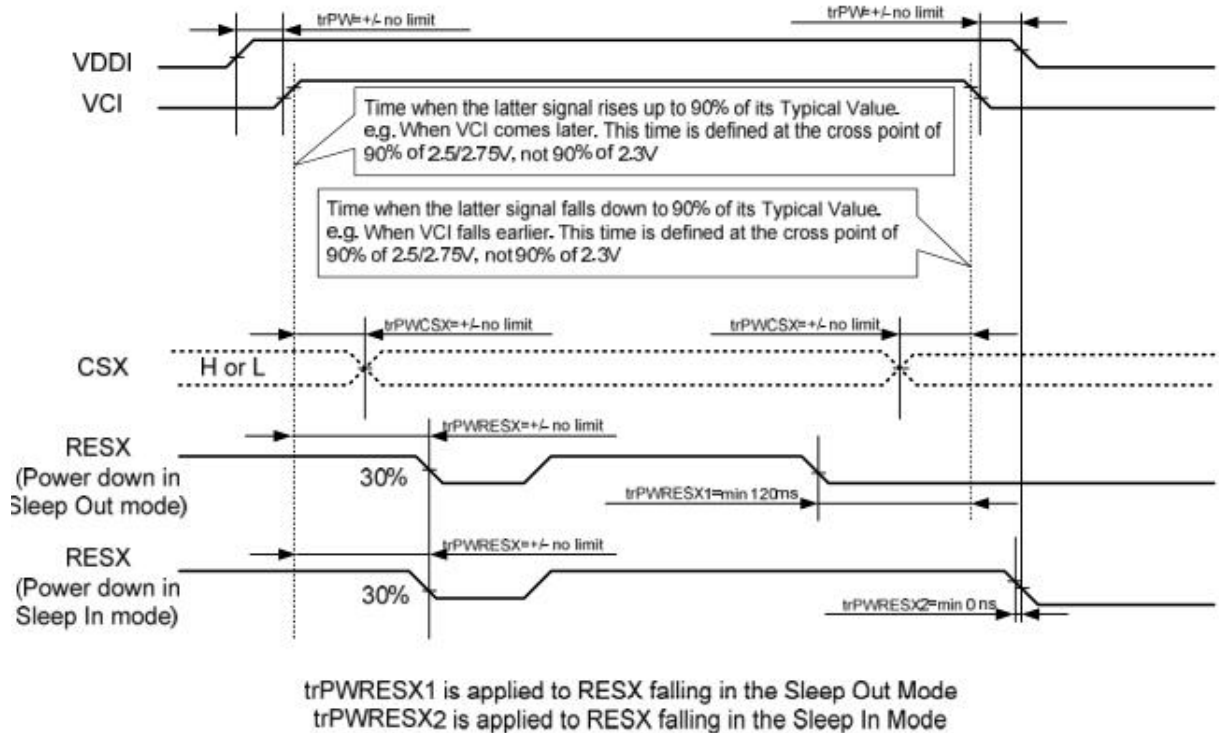 trPW=+/- no limit
trPW=+/- no limit
VDDI
VCI
Time when the latter signal rises up to 90% of its Typical Value.
e.g. When VCI comes later. This time is defined at the cross point of
90% of 2.5/2.75V, not 90% of 2.3V
Time when the latter signal falls down to 90% of its Typical Value.
e.g. When VCI falls earlier. This time is defined at the cross point of
90% of 2.5/2.75V, not 90% of 2.3V
trPWCSX=+/- no limit
trPWCSX=+/- no limit
CSX
H or L
trPWRESX=+/- no limit
RESX
(Power down in
Sleep Out mode)
30%
trPWRESX1=min 120ms
trPWRESX=+/- no limit
RESX
(Power down in
Sleep In mode)
30%
trPWRESX2=min 0 ns
trPWRESX1 is applied to RESX falling in the Sleep Out Mode
trPWRESX2 is applied to RESX falling in the Sleep In Mode